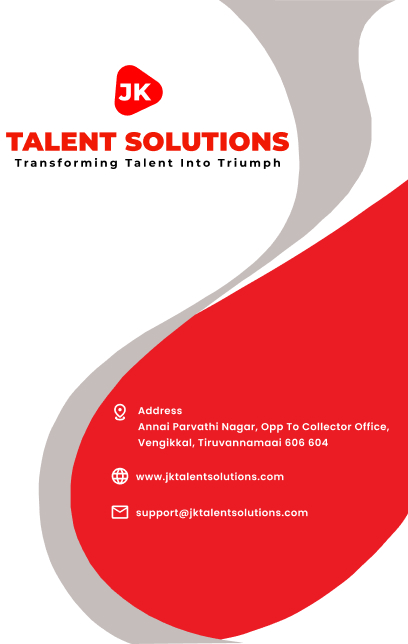 JK
TALENT SOLUTIONS
Transforming Talent Into Triumph
Address
Annai Parvathi Nagar, Opp To Collector Office,
Vengikkal, Tiruvannamaai 606 604
www.jktalentsolutions.com
support@jktalentsolutions.com